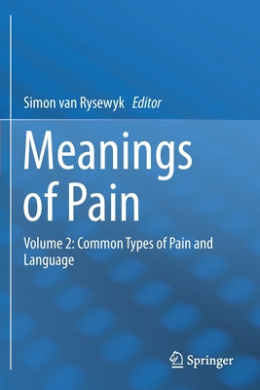 Simon van Rysewyk Editor
Meanings
of Pain
Volume 2: Common Types of Pain and
Language
Springer